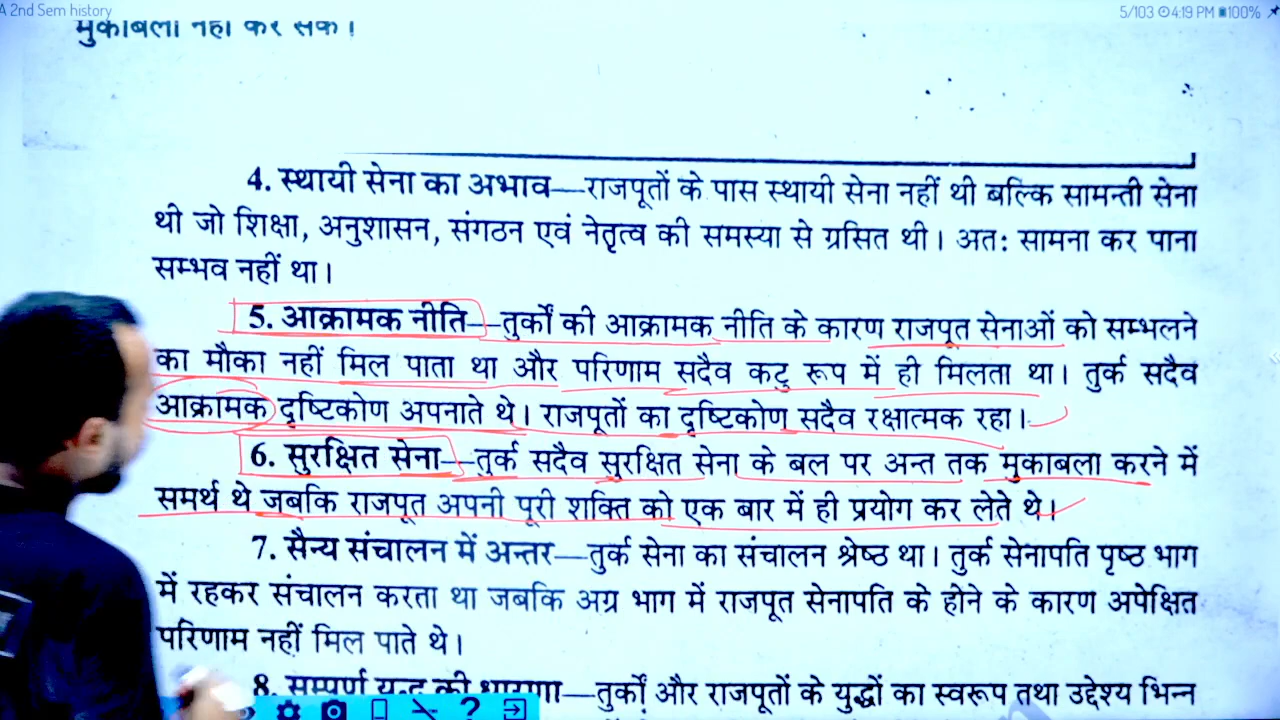 A 2nd Sem history
5/103 4:19 PM 100%
मुकाबला नहीं कर सके।
4. स्थायी सेना का अभाव—राजपूतों के पास स्थायी सेना नहीं थी बल्कि सामन्ती सेना
थी जो शिक्षा, अनुशासन, संगठन एवं नेतृत्व की समस्या से ग्रसित थी। अतः सामना कर पाना
सम्भव नहीं था।
5. आक्रामक नीति—तुर्कों की आक्रामक नीति के कारण राजपूत सेनाओं को सम्भलने
का मौका नहीं मिल पाता था और परिणाम सदैव कटु रूप में ही मिलता था। तुर्क सदैव
आक्रामक दृष्टिकोण अपनाते थे। राजपूतों का दृष्टिकोण सदैव रक्षात्मक रहा।
6. सुरक्षित सेना—तुर्क सदैव सुरक्षित सेना के बल पर अन्त तक मुकाबला करने में
समर्थ थे जबकि राजपूत अपनी पूरी शक्ति को एक बार में ही प्रयोग कर लेते थे।
7. सैन्य संचालन में अन्तर—तुर्क सेना का संचालन श्रेष्ठ था। तुर्क सेनापति पृष्ठ भाग
में रहकर संचालन करता था जबकि अग्र भाग में राजपूत सेनापति के होने के कारण अपेक्षित
परिणाम नहीं मिल पाते थे।
8. सम्पूर्ण युद्ध की धारणा—तुर्कों और राजपूतों के युद्धों का स्वरूप तथा उद्देश्य भिन्न